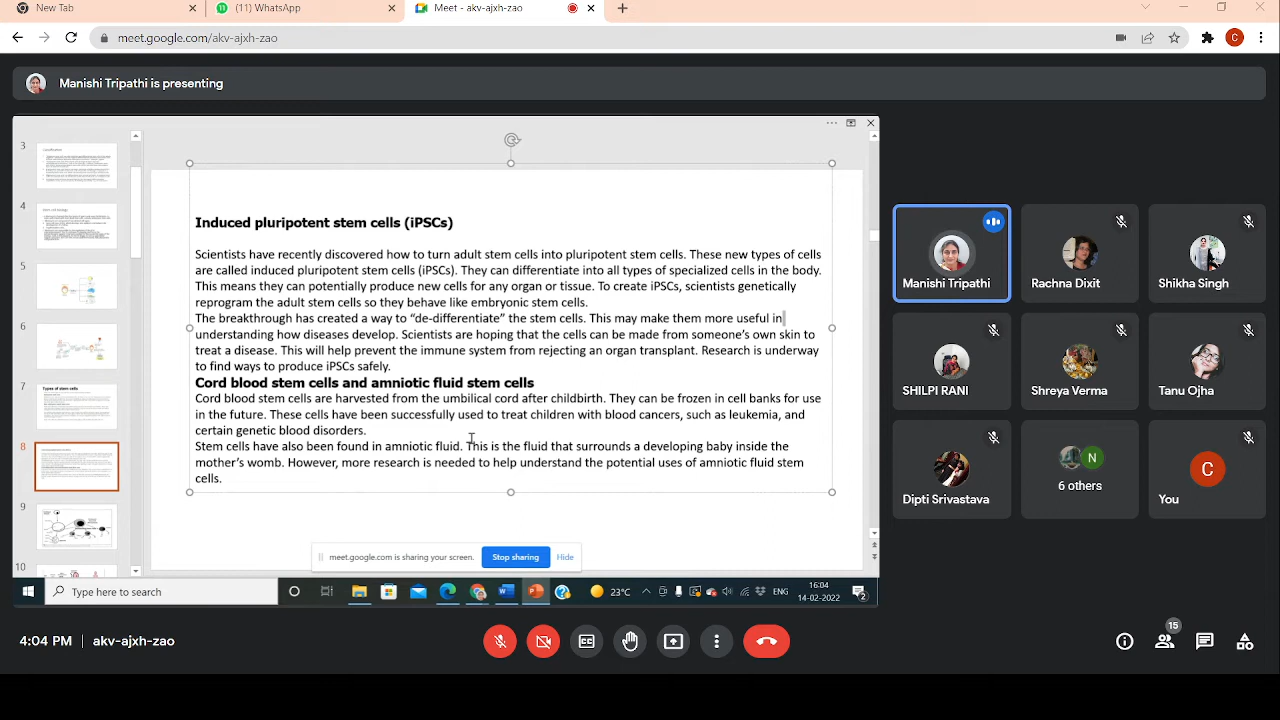 New Tab
11
(11) WhatsApp
Meet - akv-ajxh-zao
meet.google.com/akv-ajxh-zao
C
Manishi Tripathi is presenting
3
4
5
6
7
Types of stem cells
8
9
10
Induced pluripotent stem cells (iPSCs)
Scientists have recently discovered how to turn adult stem cells into pluripotent stem cells. These new types of cells
are called induced pluripotent stem cells (iPSCs). They can differentiate into all types of specialized cells in the body.
This means they can potentially produce new cells for any organ or tissue. To create iPSCs, scientists genetically
reprogram the adult stem cells so they behave like embryonic stem cells.
The breakthrough has created a way to “de-differentiate” the stem cells. This may make them more useful in
understanding how diseases develop. Scientists are hoping that the cells can be made from someone’s own skin to
treat a disease. This will help prevent the immune system from rejecting an organ transplant. Research is underway
to find ways to produce iPSCs safely.
Cord blood stem cells and amniotic fluid stem cells
Cord blood stem cells are harvested from the umbilical cord after childbirth. They can be frozen in cell banks for use
in the future. These cells have been successfully used to treat children with blood cancers, such as leukemia, and
certain genetic blood disorders.
Stem cells have also been found in amniotic fluid. This is the fluid that surrounds a developing baby inside the
mother’s womb. However, more research is needed to help understand the potential uses of amniotic fluid stem
cells.
meet.google.com is sharing your screen.
Stop sharing
Hide
Type here to search
23°C
ENG
16:04
14-02-2022
2
Manishi Tripathi
Rachna Dixit
Shikha Singh
SHILPI RANI
Shreya Verma
Tanu Ojha
Dipti Srivastava
N
6 others
C
You
4:04 PM
akv-ajxh-zao
15